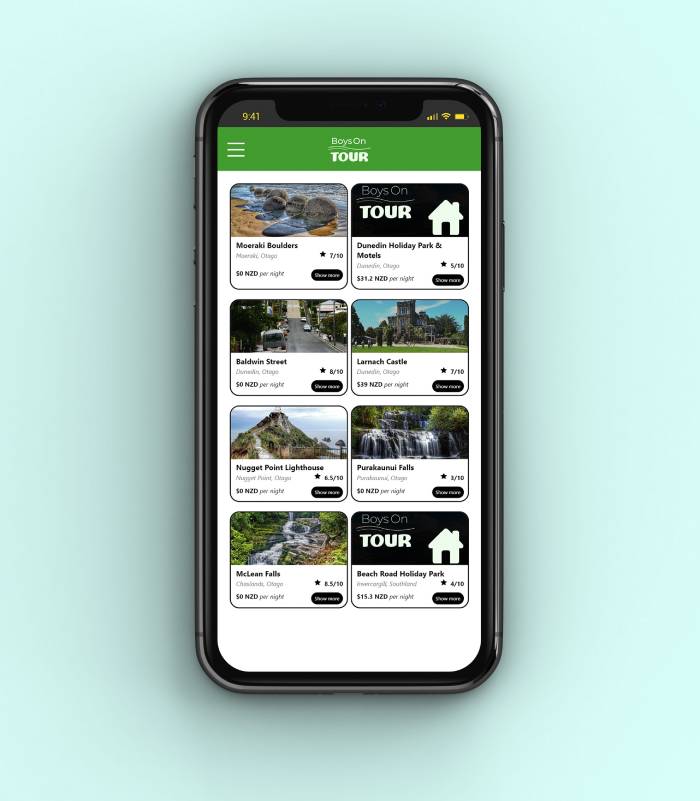 9:41
Boys On
TOUR
Moeraki Boulders
Moeraki, Otago
7/10
$0 NZD per night
Show more
Boys On
TOUR
Dunedin Holiday Park &
Motels
Dunedin, Otago
5/10
$31.2 NZD per night
Show more
Baldwin Street
Dunedin, Otago
8/10
$0 NZD per night
Show more
Larnach Castle
Dunedin, Otago
7/10
$39 NZD per night
Show more
Nugget Point Lighthouse
Nugget Point, Otago
6.5/10
$0 NZD per night
Show more
Purakaunui Falls
Purakaunui, Otago
3/10
$0 NZD per night
Show more
McLean Falls
Chaslands, Otago
8.5/10
$0 NZD per night
Show more
Boys On
TOUR
Beach Road Holiday Park
Invercargill, Southland
4/10
$15.3 NZD per night
Show more